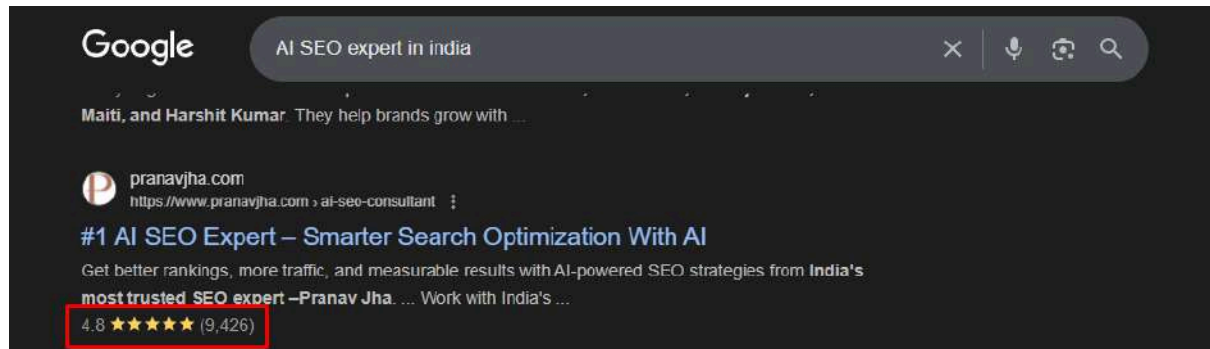 Google
AI SEO expert in india
Maiti, and Harshit Kumar. They help brands grow with ...
pranavjha.com
https://www.pranavjha.com › ai-seo-consultant
#1 AI SEO Expert – Smarter Search Optimization With AI
Get better rankings, more traffic, and measurable results with AI-powered SEO strategies from India's
most trusted SEO expert –Pranav Jha. ... Work with India's ...
4.8 ★★★★★ (9,426)